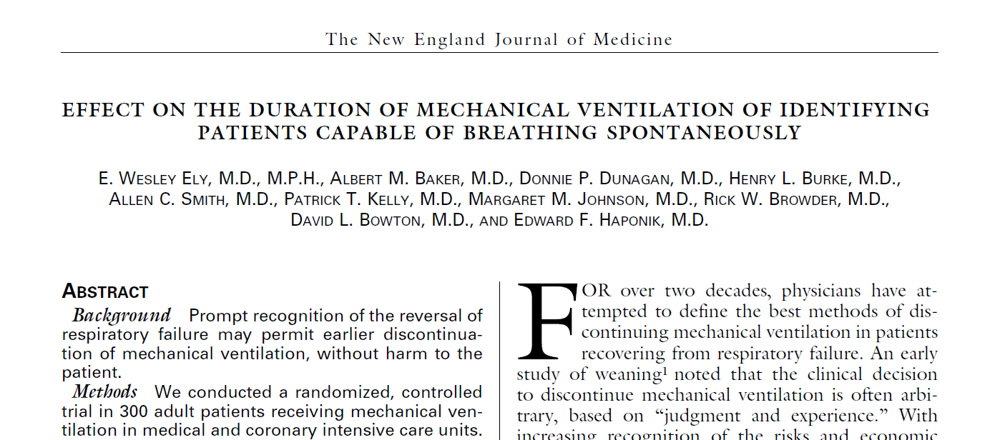 The New England Journal of Medicine
EFFECT ON THE DURATION OF MECHANICAL VENTILATION OF IDENTIFYING
PATIENTS CAPABLE OF BREATHING SPONTANEOUSLY
E. WESLEY ELY, M.D., M.P.H., ALBERT M. BAKER, M.D., DONNIE P. DUNAGAN, M.D., HENRY L. BURKE, M.D.,
ALLEN C. SMITH, M.D., PATRICK T. KELLY, M.D., MARGARET M. JOHNSON, M.D., RICK W. BROWDER, M.D.,
DAVID L. BOWTON, M.D., AND EDWARD F. HAPONIK, M.D.
ABSTRACT
Background Prompt recognition of the reversal of
respiratory failure may permit earlier discontinua-
tion of mechanical ventilation, without harm to the
patient.
Methods We conducted a randomized, controlled
trial in 300 adult patients receiving mechanical ven-
tilation in medical and coronary intensive care units.
FOR over two decades, physicians have at-
tempted to define the best methods of dis-
continuing mechanical ventilation in patients
recovering from respiratory failure. An early
study of weaning¹ noted that the clinical decision
to discontinue mechanical ventilation is often arbi-
trary, based on “judgment and experience.” With
increasing recognition of the risks and economic